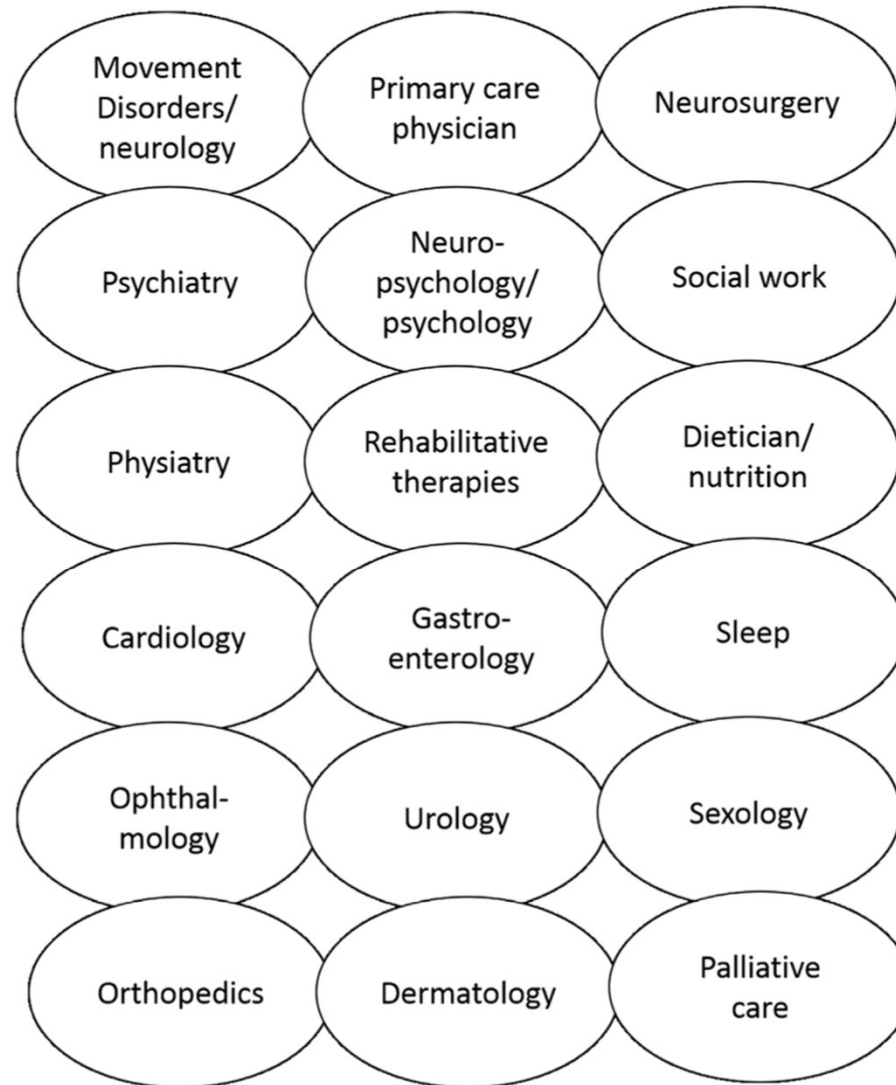 Movement
Disorders/
neurology
Primary care
physician
Neurosurgery
Psychiatry
Neuro-
psychology/
psychology
Social work
Physiatry
Rehabilitative
therapies
Dietician/
nutrition
Cardiology
Gastro-
enterology
Sleep
Ophthal-
mology
Urology
Sexology
Orthopedics
Dermatology
Palliative
care